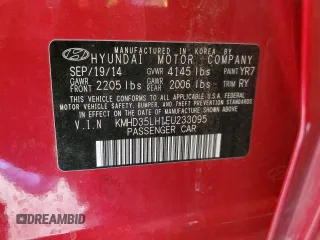 MANUFACTURED IN KOREA BY
HYUNDAI MOTOR COMPANY
SEP/19/14 GVWR 4145 lbs PAINT YR7
GAWR FRONT 2205 lbs GAWR REAR 2006 lbs TRIM RY
THIS VEHICLE CONFORMS TO ALL APPLICABLE
FEDERAL MOTOR VEHICLE SAFETY, BUMPER, AND THEFT
PREVENTION STANDARDS IN EFFECT ON THE DATE OF
MANUFACTURE SHOWN ABOVE.
V.I.N KMHD35LH1EU233095
PASSENGER CAR
DREAMBID
DREAMBID.COM